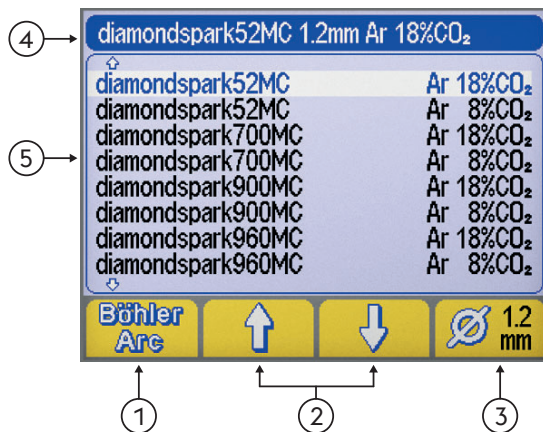 4
diamondspark52MC 1.2mm Ar 18%CO₂
5
diamondspark52MC Ar 18%CO₂
diamondspark52MC Ar 8%CO₂
diamondspark700MC Ar 18%CO₂
diamondspark700MC Ar 8%CO₂
diamondspark900MC Ar 18%CO₂
diamondspark900MC Ar 8%CO₂
diamondspark960MC Ar 18%CO₂
diamondspark960MC Ar 8%CO₂
Böhler
Arc
1.2
mm
1
2
3